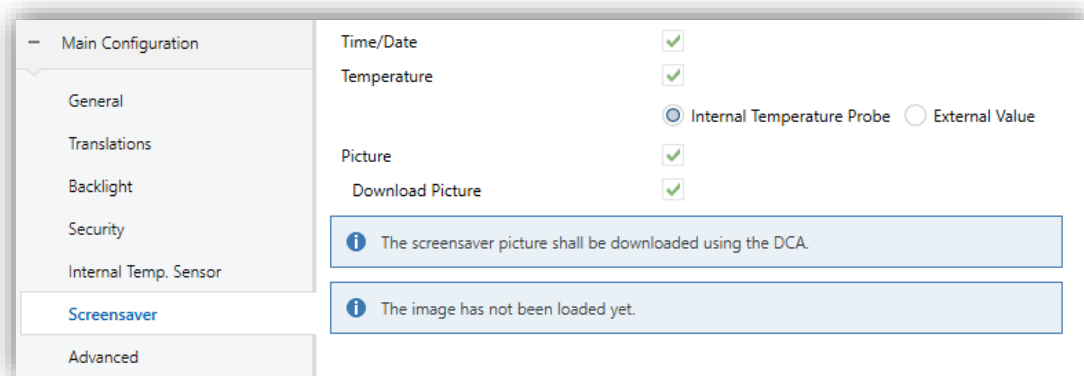 Main Configuration
General
Translations
Backlight
Security
Internal Temp. Sensor
Screensaver
Advanced
Time/Date
Temperature
Internal Temperature Probe External Value
Picture
Download Picture
The screensaver picture shall be downloaded using the DCA.
The image has not been loaded yet.